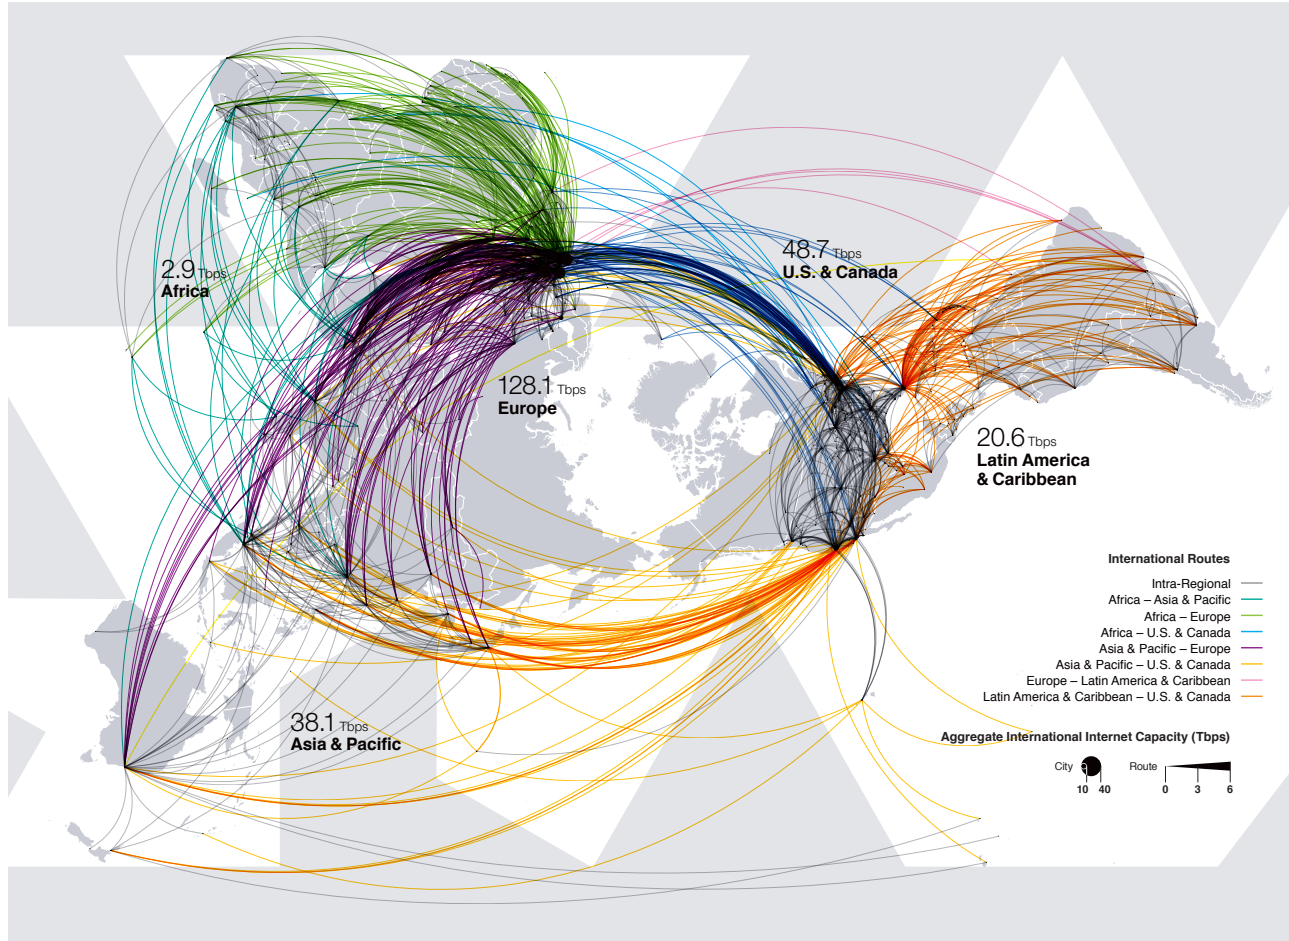 2.9 Tbps
Africa
48.7 Tbps
U.S. & Canada
128.1 Tbps
Europe
20.6 Tbps
Latin America
& Caribbean
38.1 Tbps
Asia & Pacific
International Routes
Intra-Regional
Africa – Asia & Pacific
Africa – Europe
Africa – U.S. & Canada
Asia & Pacific – Europe
Asia & Pacific – U.S. & Canada
Europe – Latin America & Caribbean
Latin America & Caribbean – U.S. & Canada
Aggregate International Internet Capacity (Tbps)
City Route
10 40 0 3 6